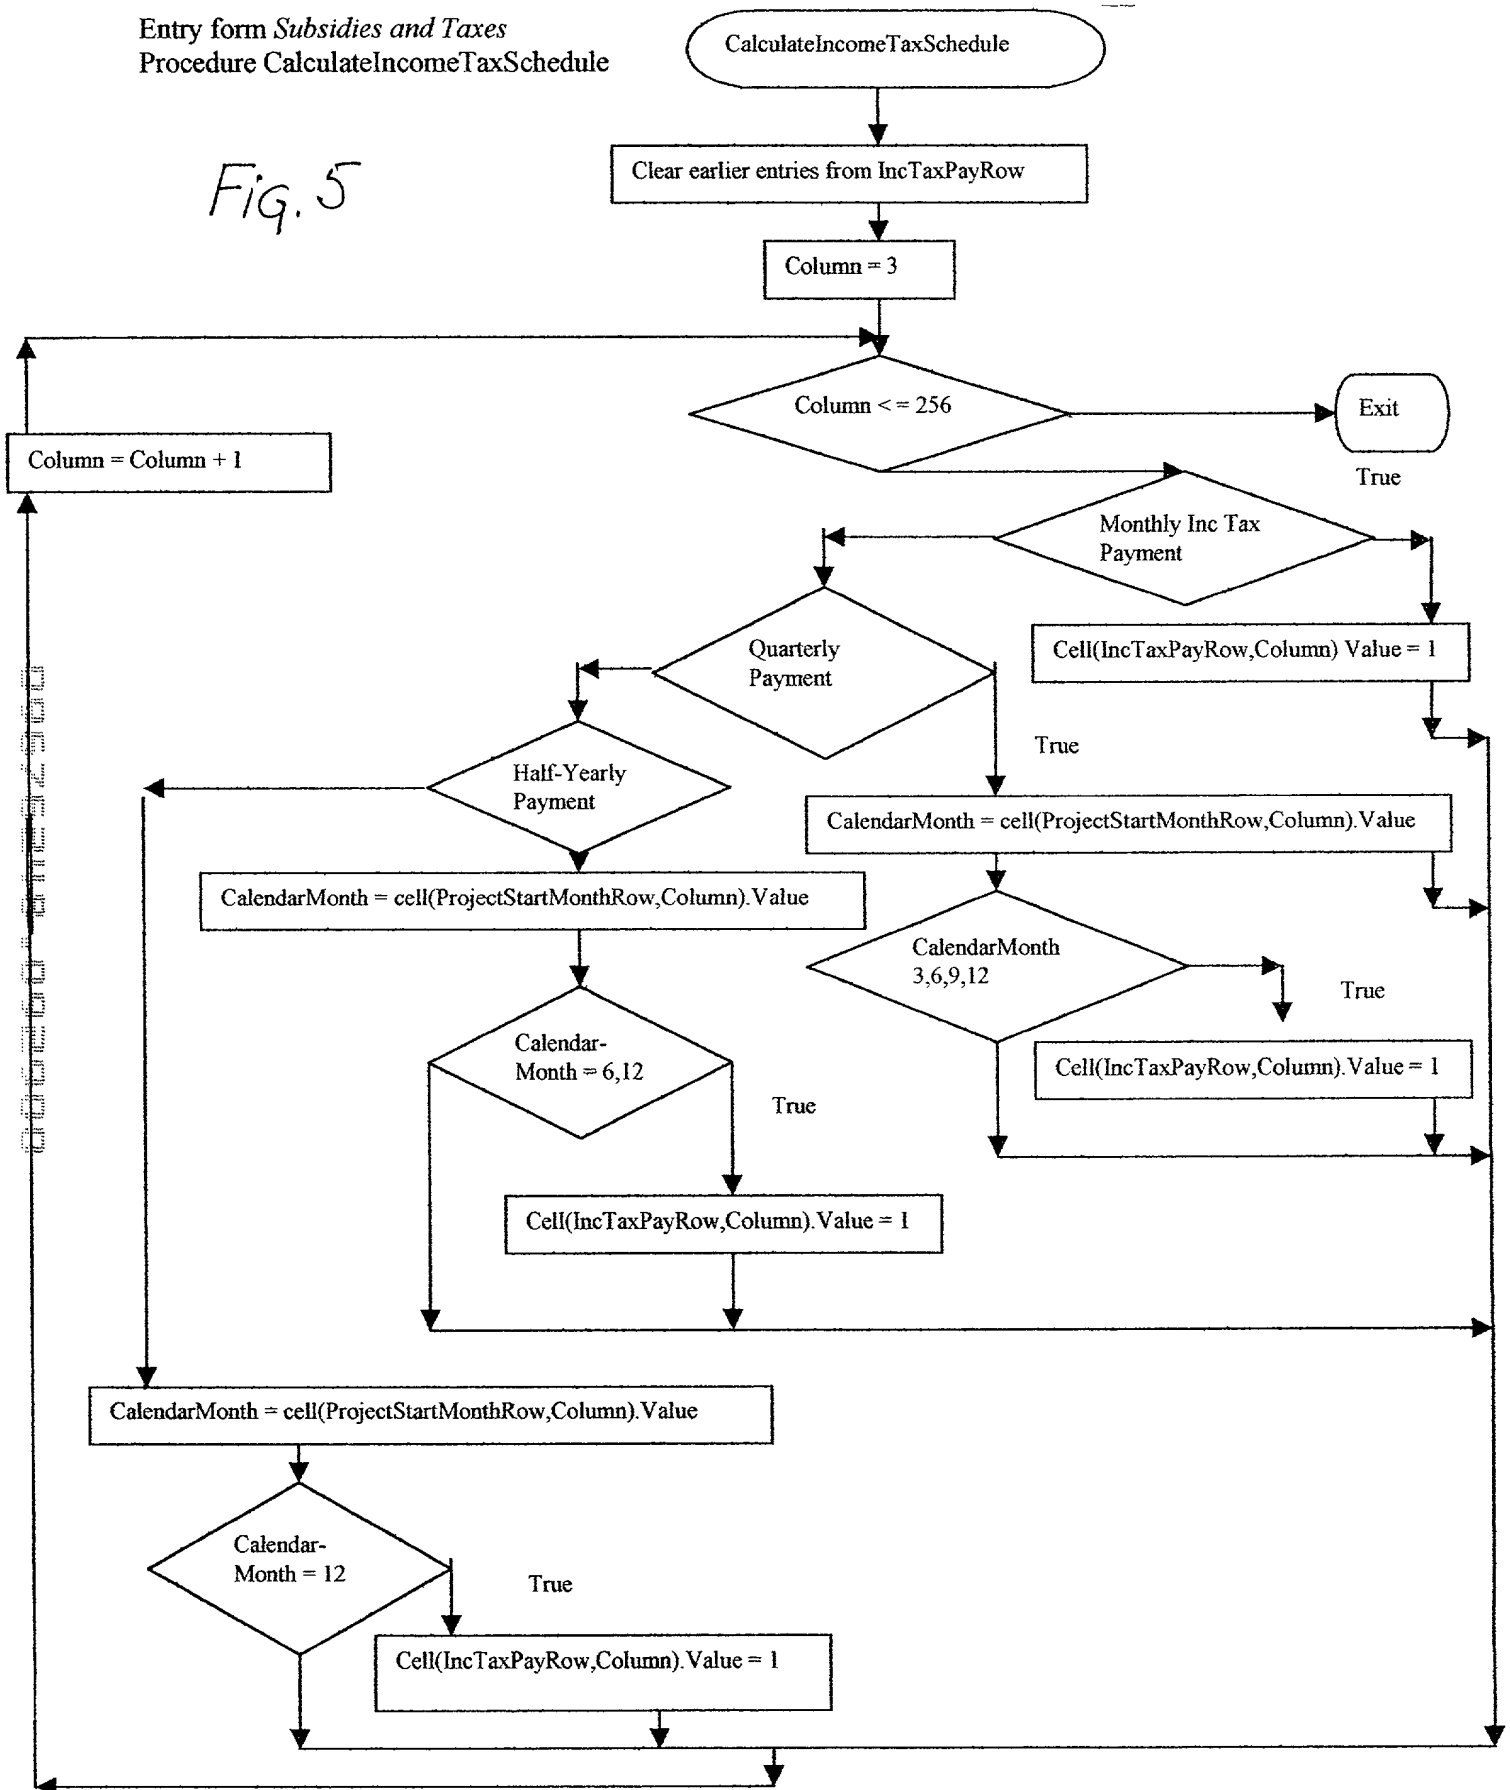 Entry form Subsidies and Taxes
Procedure CalculateIncomeTaxSchedule
CalculateIncomeTaxSchedule
Fig. 5
Clear earlier entries from IncTaxPayRow
Column = 3
Column < = 256
Exit
Column = Column + 1
True
Monthly Inc Tax
Payment
Quarterly
Payment
Cell(IncTaxPayRow,Column) Value = 1
True
Half-Yearly
Payment
CalendarMonth = cell(ProjectStartMonthRow,Column).Value
CalendarMonth = cell(ProjectStartMonthRow,Column).Value
CalendarMonth
3,6,9,12
True
Calendar-
Month = 6,12
Cell(IncTaxPayRow,Column).Value = 1
True
Cell(IncTaxPayRow,Column).Value = 1
CalendarMonth = cell(ProjectStartMonthRow,Column).Value
Calendar-
Month = 12
True
Cell(IncTaxPayRow,Column).Value = 1